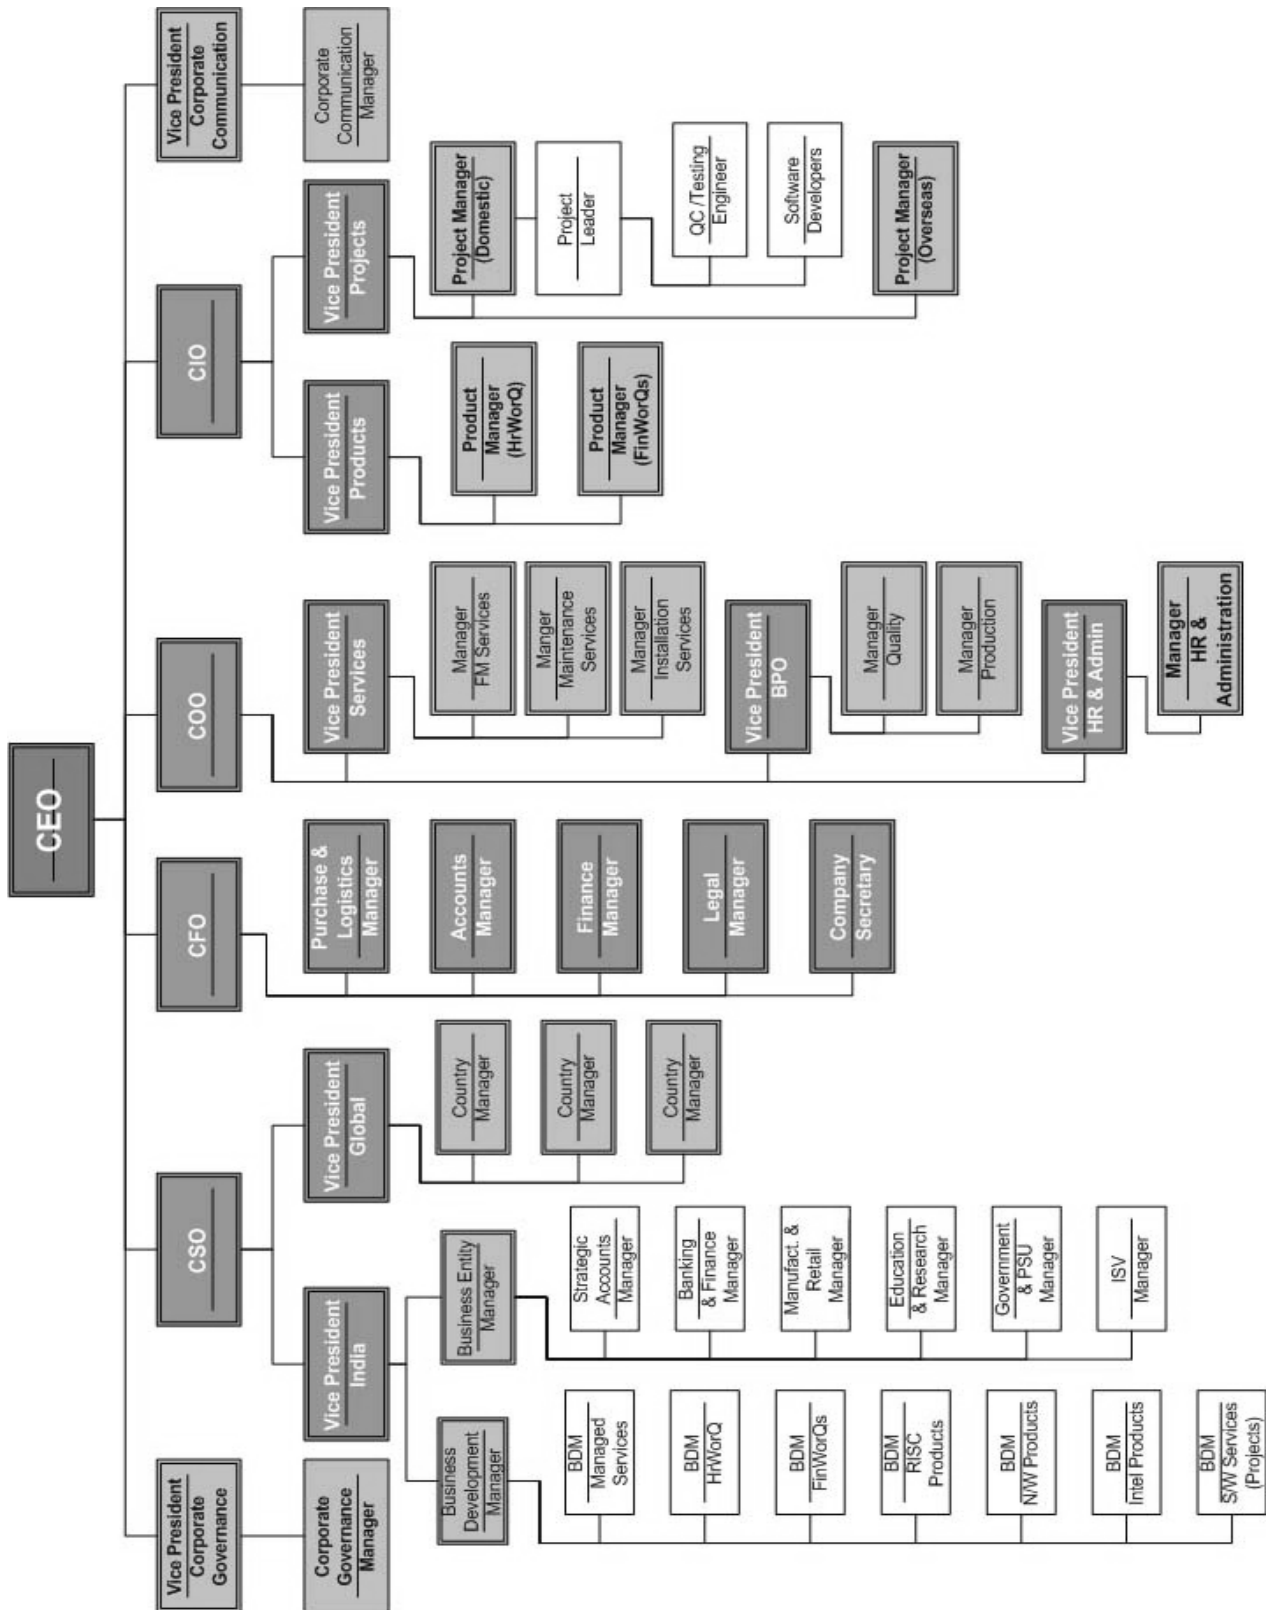 CEO
Vice President
Corporate
Governance
Corporate
Governance
Manager
CSO
Vice President
India
Business
Development
Manager
BDM
Managed
Services
BDM
HrWorQ
BDM
FinWorQs
BDM
RISC
Products
BDM
N/W Products
BDM
Intel Products
BDM
S/W Services
(Projects)
Business Entity
Manager
Strategic
Accounts
Manager
Banking
& Finance
Manager
Manufact. &
Retail
Manager
Education
& Research
Manager
Government
& PSU
Manager
ISV
Manager
Vice President
Global
Country
Manager
Country
Manager
Country
Manager
CFO
Purchase &
Logistics
Manager
Accounts
Manager
Finance
Manager
Legal
Manager
Company
Secretary
COO
Vice President
Services
Manager
FM Services
Manger
Maintenance
Services
Manager
Installation
Services
Vice President
BPO
Manager
Quality
Manager
Production
Vice President
HR & Admin
Manager
HR &
Administration
CIO
Vice President
Products
Product
Manager
(HrWorQ)
Product
Manager
(FinWorQs)
Vice President
Projects
Project Manager
(Domestic)
Project
Leader
QC /Testing
Engineer
Software
Developers
Project Manager
(Overseas)
Vice President
Corporate
Communication
Corporate
Communication
Manager